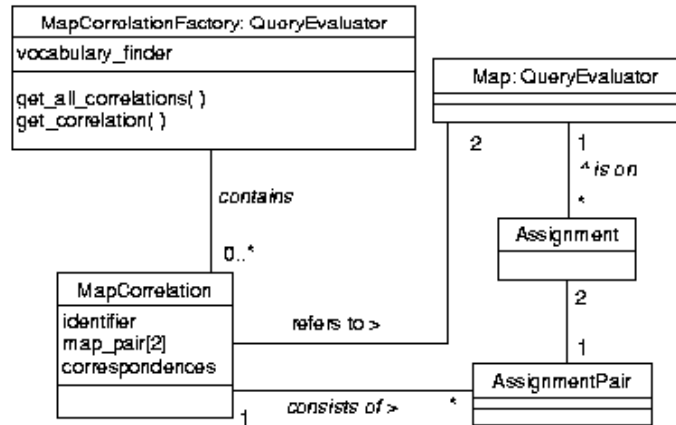 MapCorrelationFactory: QueryEvaluator
vocabulary_finder
get_all_correlations( )
get_correlation( )
Map: QueryEvaluator
2
1
^ is on
*
contains
0..*
Assignment
MapCorrelation
identifier
map_pair[2]
correspondences
refers to >
2
1
AssignmentPair
1
consists of >
*